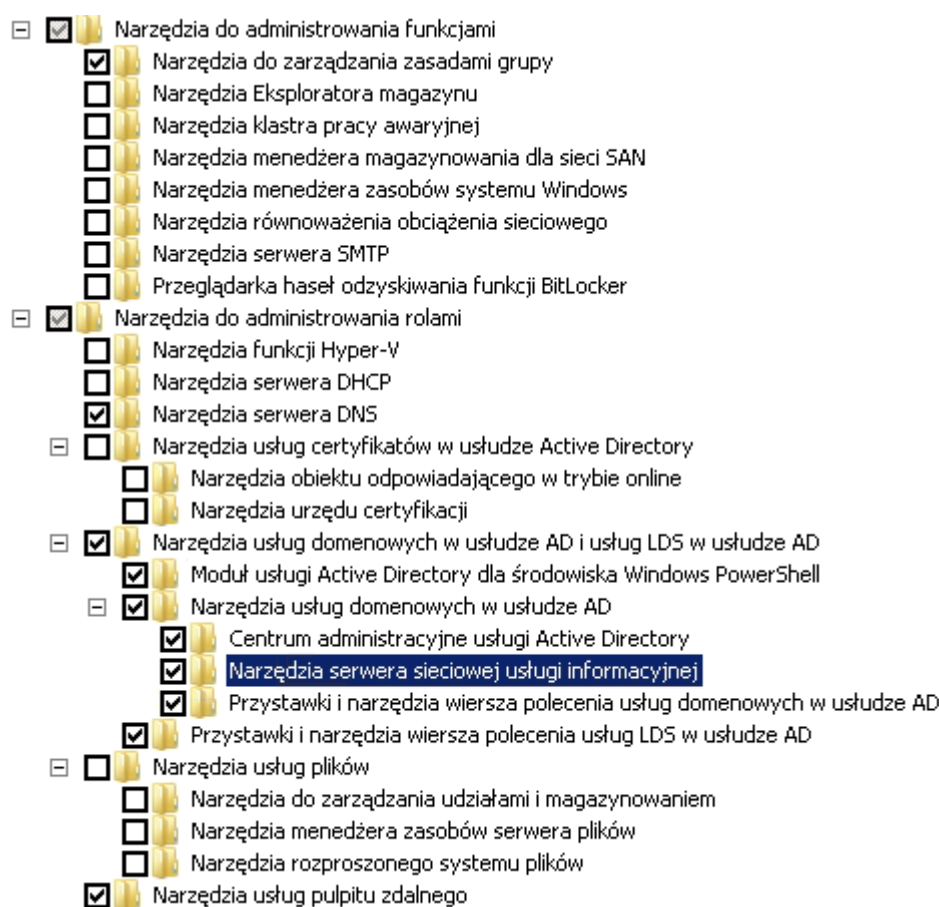 Narzędzia do administrowania funkcjami
Narzędzia do zarządzania zasadami grupy
Narzędzia Eksploratora magazynu
Narzędzia klastra pracy awaryjnej
Narzędzia menedżera magazynowania dla sieci SAN
Narzędzia menedżera zasobów systemu Windows
Narzędzia równoważenia obciążenia sieciowego
Narzędzia serwera SMTP
Przeglądarka haseł odzyskiwania funkcji BitLocker
Narzędzia do administrowania rolami
Narzędzia funkcji Hyper-V
Narzędzia serwera DHCP
Narzędzia serwera DNS
Narzędzia usług certyfikatów w usłudze Active Directory
Narzędzia obiektu odpowiadającego w trybie online
Narzędzia urzędu certyfikacji
Narzędzia usług domenowych w usłudze AD i usług LDS w usłudze AD
Moduł usługi Active Directory dla środowiska Windows PowerShell
Narzędzia usług domenowych w usłudze AD
Centrum administracyjne usługi Active Directory
Narzędzia serwera sieciowej usługi informacyjnej
Przystawki i narzędzia wiersza polecenia usług domenowych w usłudze AD
Przystawki i narzędzia wiersza polecenia usług LDS w usłudze AD
Narzędzia usług plików
Narzędzia do zarządzania udziałami i magazynowaniem
Narzędzia menedżera zasobów serwera plików
Narzędzia rozproszonego systemu plików
Narzędzia usług pulpitu zdalnego